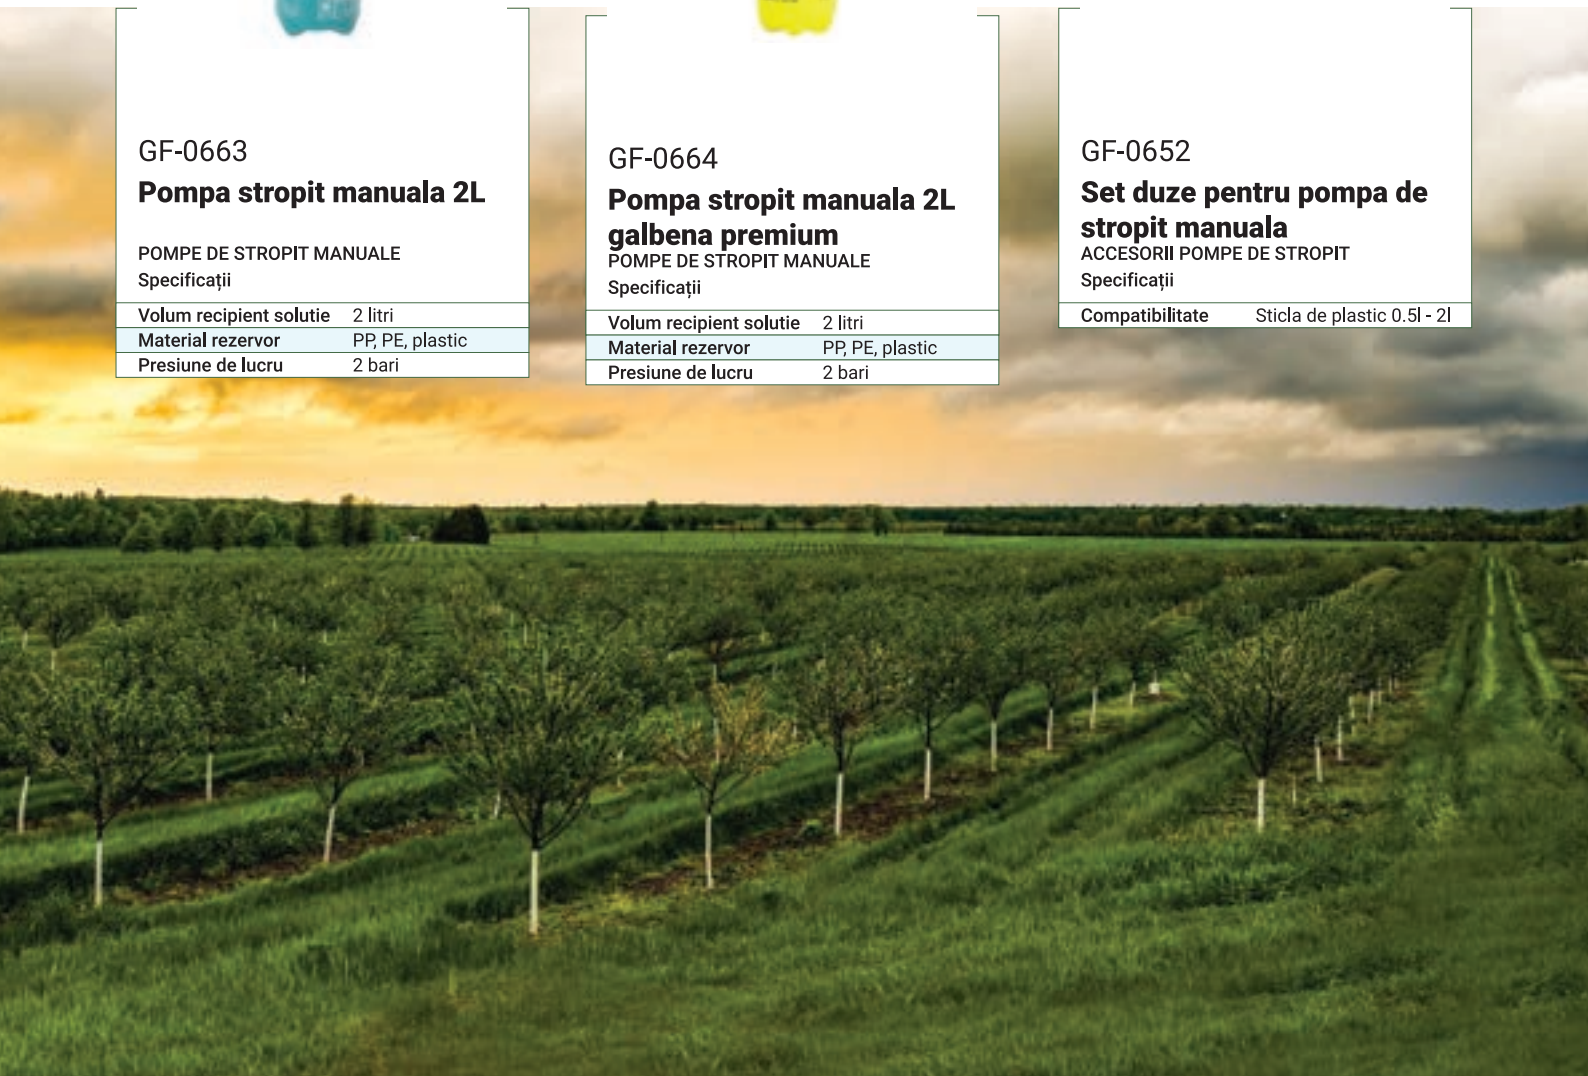 GF-0663
Pompa stropit manuala 2L
POMPE DE STROPIT MANUALE
Specificații
Volum recipient solutie 2 litri
Material rezervor PP, PE, plastic
Presiune de lucru 2 bari
GF-0664
Pompa stropit manuala 2L
galbena premium
POMPE DE STROPIT MANUALE
Specificații
Volum recipient solutie 2 litri
Material rezervor PP, PE, plastic
Presiune de lucru 2 bari
GF-0652
Set duze pentru pompa de
stropit manuala
ACCESORII POMPE DE STROPIT
Specificații
Compatibilitate Sticla de plastic 0.5l - 2l